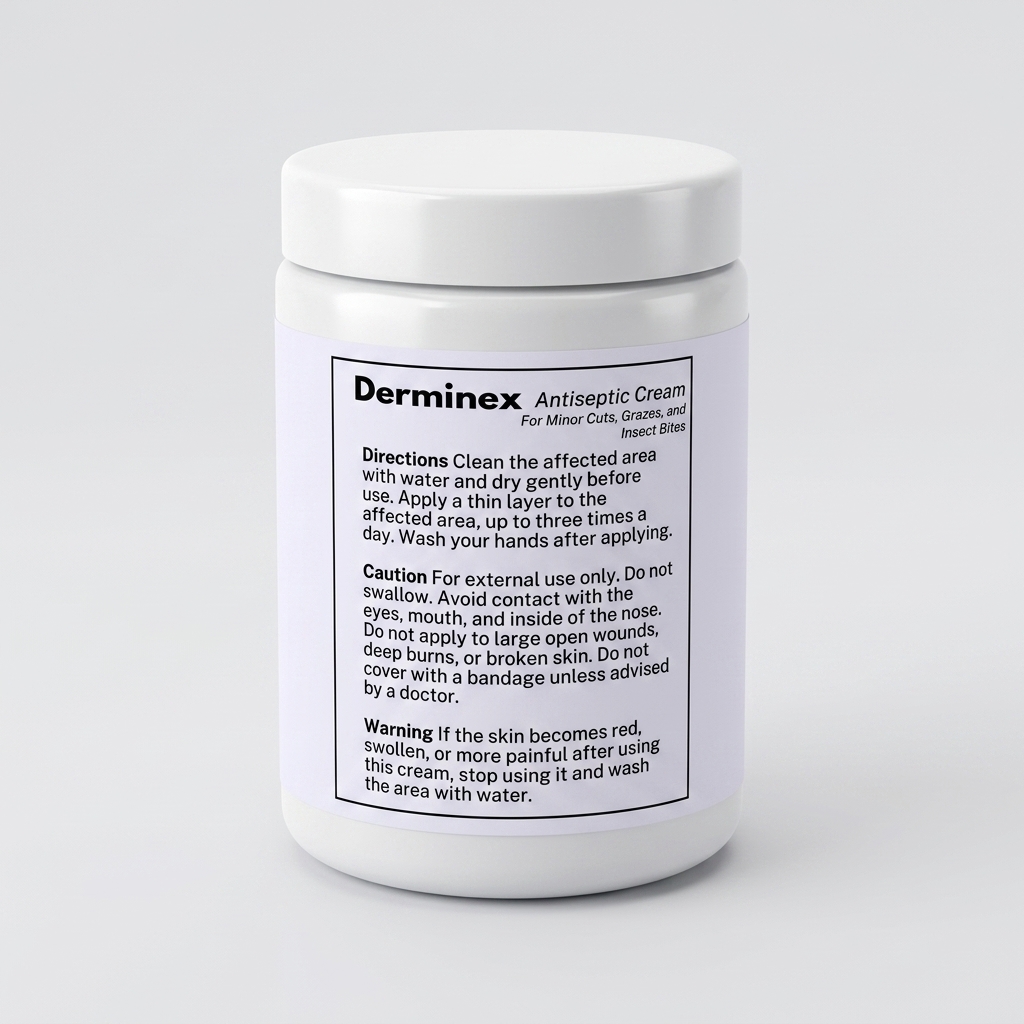 Derminex Antiseptic Cream
For Minor Cuts, Grazes, and
Insect Bites
Directions Clean the affected area
with water and dry gently before
use. Apply a thin layer to the
affected area, up to three times a
day. Wash your hands after applying.
Caution For external use only. Do not
swallow. Avoid contact with the
eyes, mouth, and inside of the nose.
Do not apply to large open wounds,
deep burns, or broken skin. Do not
cover with a bandage unless advised
by a doctor.
Warning If the skin becomes red,
swollen, or more painful after using
this cream, stop using it and wash
the area with water.